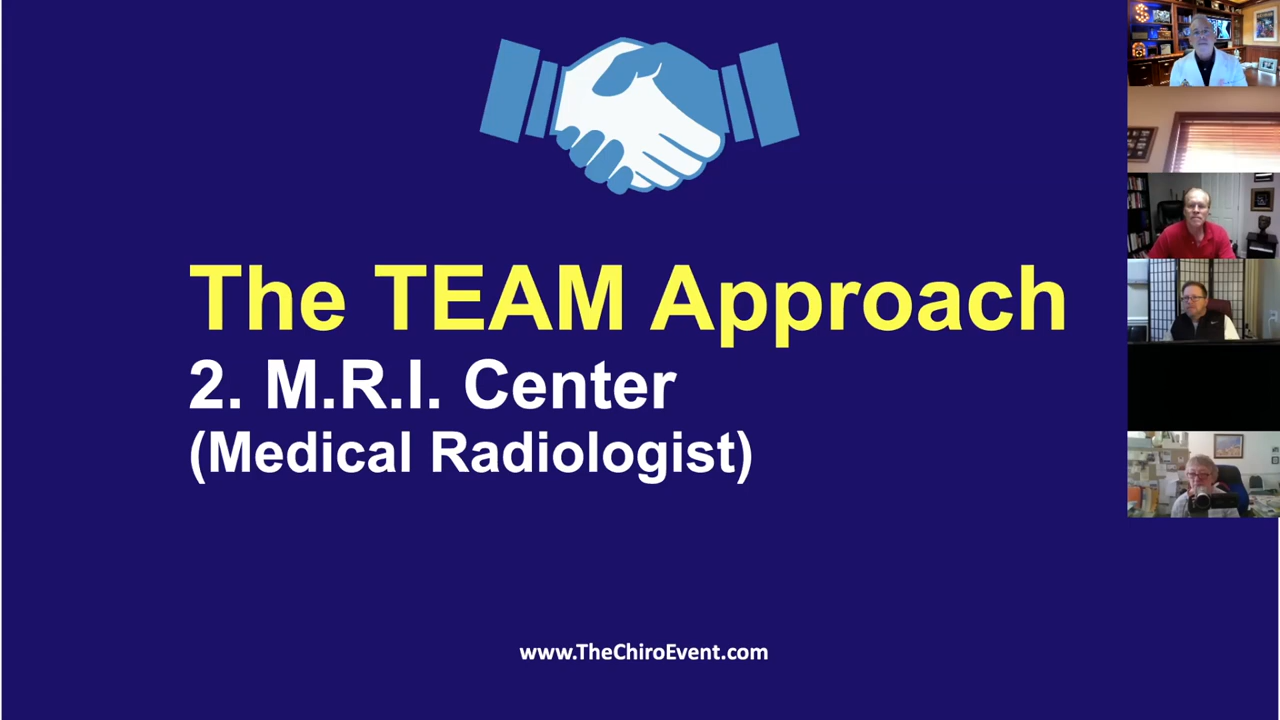 The TEAM Approach
2. M.R.I. Center
(Medical Radiologist)
www.TheChiroEvent.com